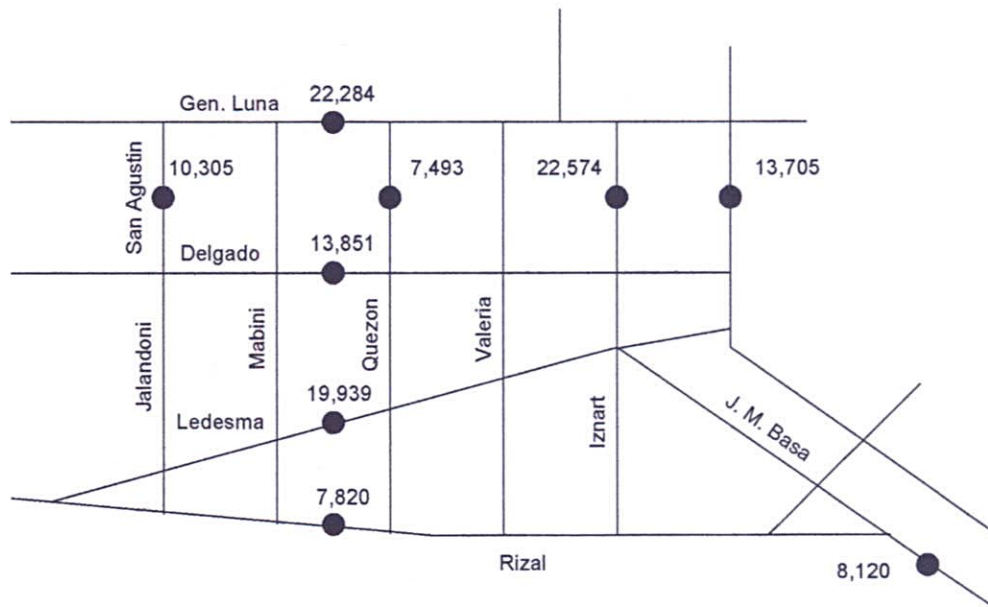 22,284
Gen. Luna
San Agustin
10,305
7,493
22,574
13,705
Delgado
13,851
Jalandoni
Mabini
Quezon
Valeria
Iznart
19,939
Ledesma
J. M. Basa
7,820
Rizal
8,120